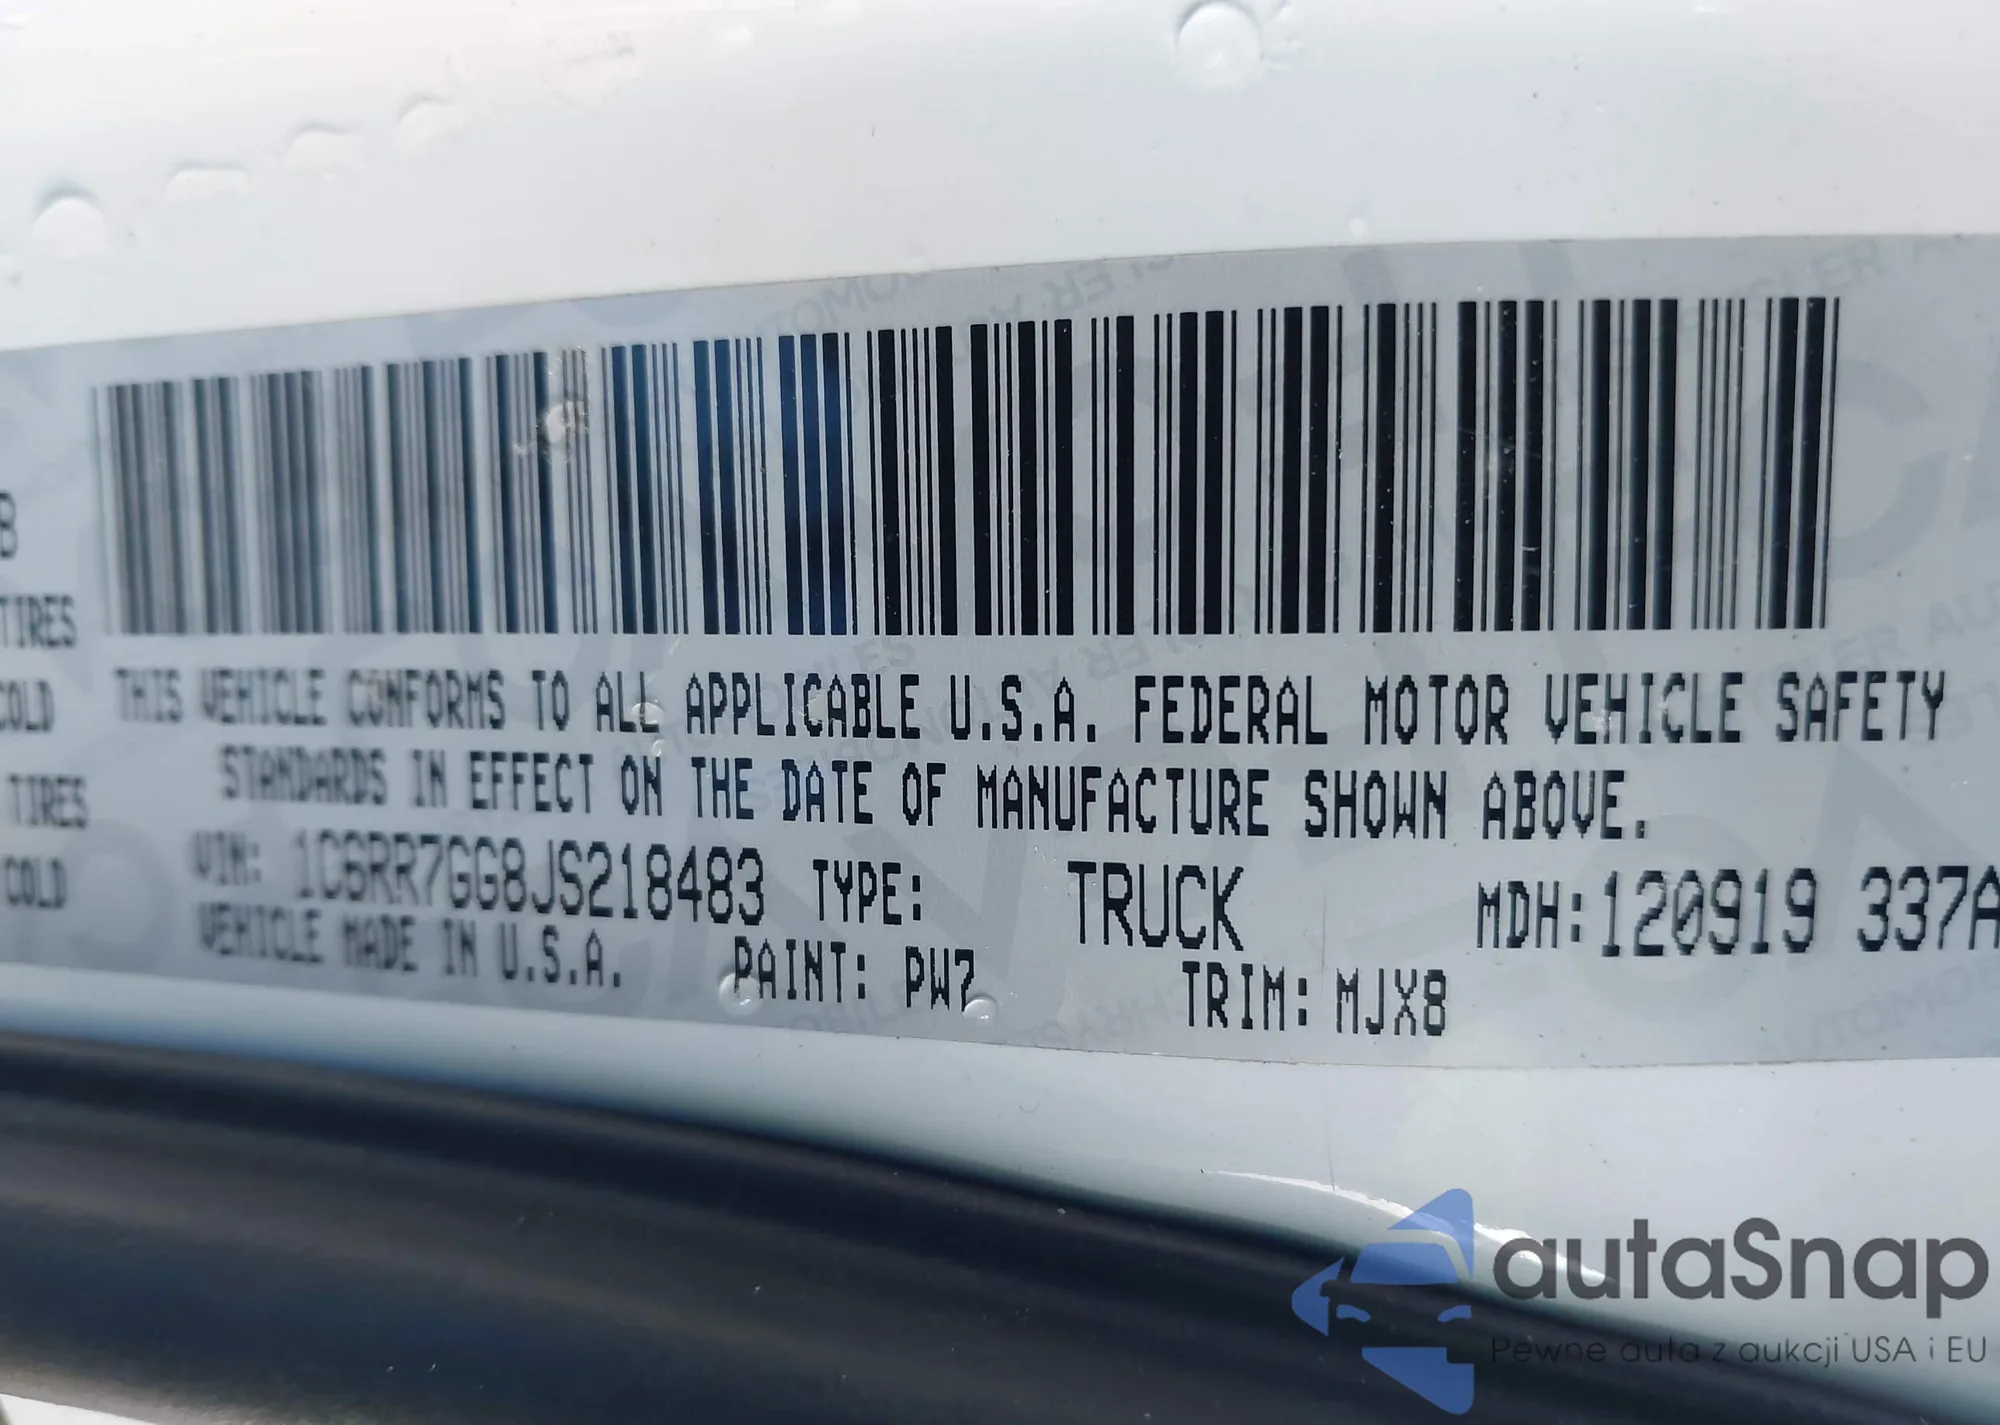 B
TIRES
COLD
TIRES
COLD
THIS VEHICLE CONFORMS TO ALL APPLICABLE U.S.A. FEDERAL MOTOR VEHICLE SAFETY
STANDARDS IN EFFECT ON THE DATE OF MANUFACTURE SHOWN ABOVE.
VIN: 1C6RR7GG8JS218483 TYPE: TRUCK MDH:120919 337A
VEHICLE MADE IN U.S.A. PAINT: PW7 TRIM: MJX8
autaSnap
Pewne auta z aukcji USA i EU